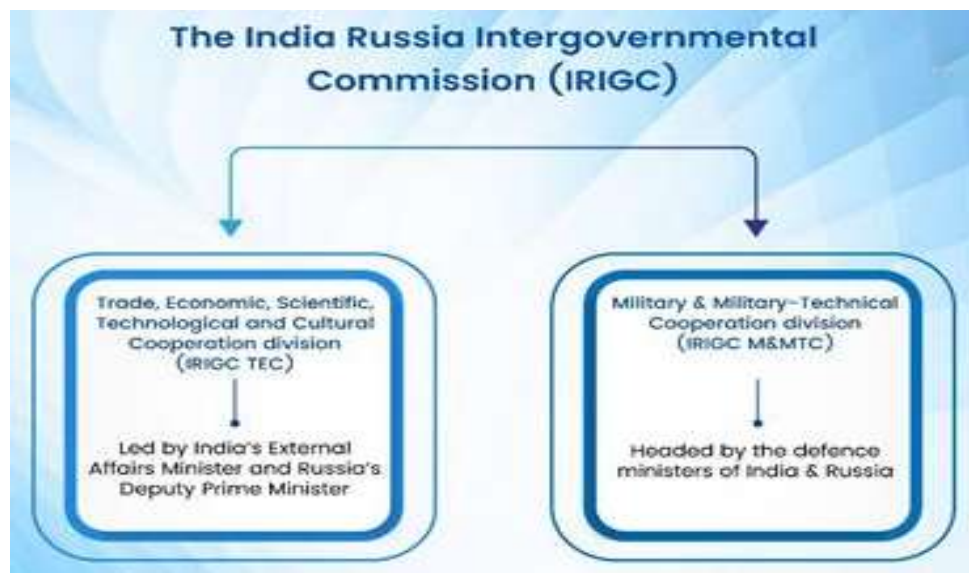 The India Russia Intergovernmental
Commission (IRIGC)
Trade, Economic, Scientific,
Technological and Cultural
Cooperation division
(IRIGC TEC)
Led by India's External
Affairs Minister and Russia's
Deputy Prime Minister
Military & Military-Technical
Cooperation division
(IRIGC M&MTC)
Headed by the defence
ministers of India & Russia